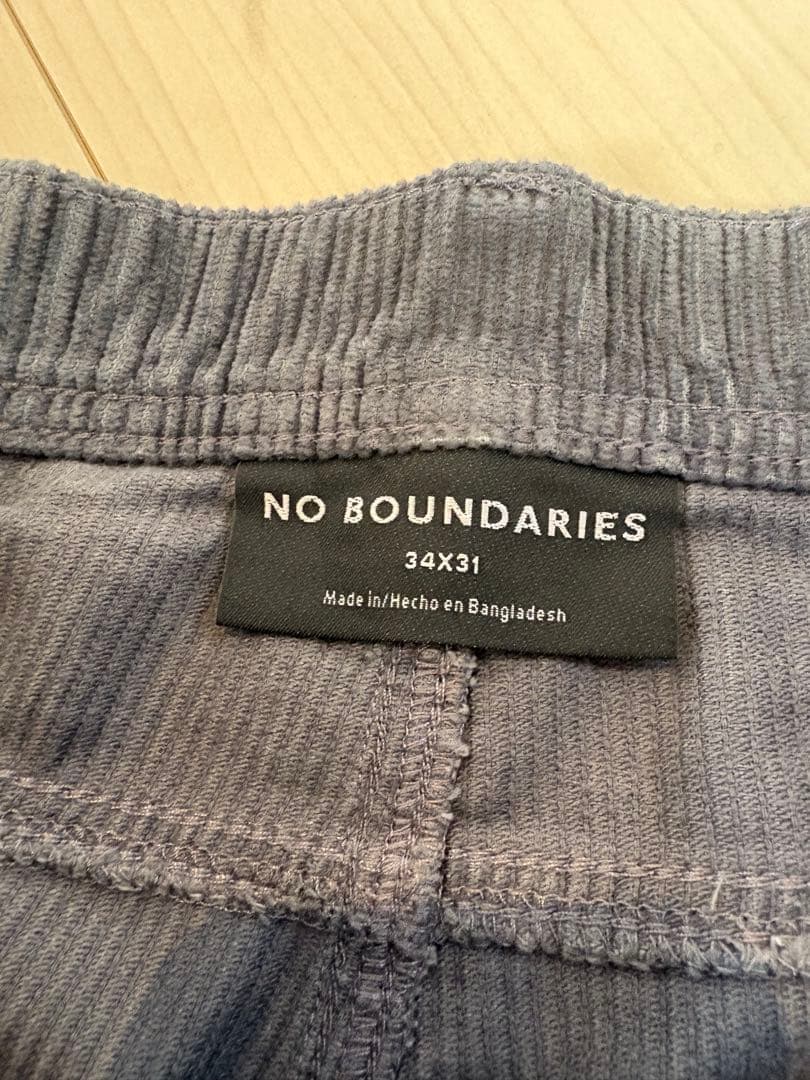 NO BOUNDARIES
34X31
Made in/Hecho en Bangladesh